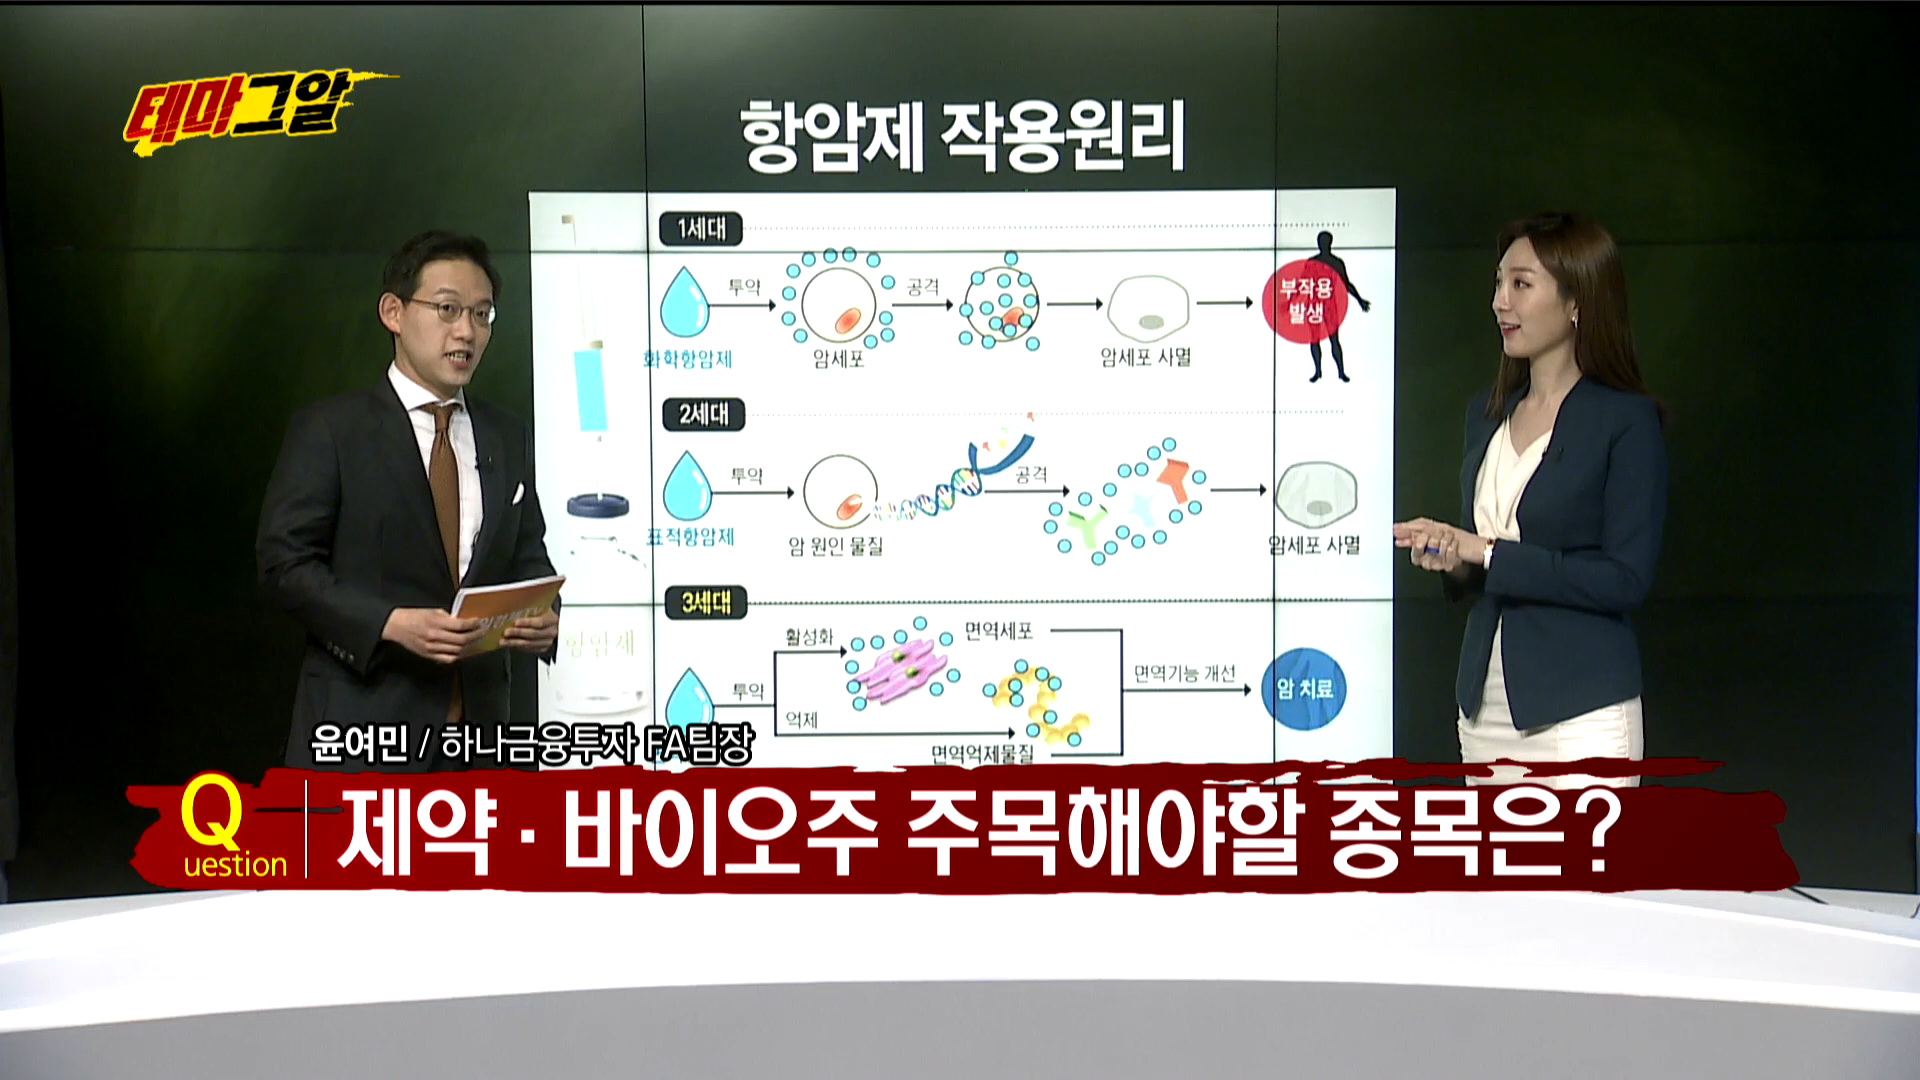 테마그알
항암제 작용원리
1세대
투약
공격
부작용
발생
화학항암제
암세포
암세포 사멸
2세대
투약
공격
표적항암제
암 원인 물질
암세포 사멸
3세대
항암제
활성화
면역세포
투약
면역기능 개선
암 치료
억제
면역억제물질
윤여민 / 하나금융투자 FA팀장
Question
제약·바이오주 주목해야할 종목은?